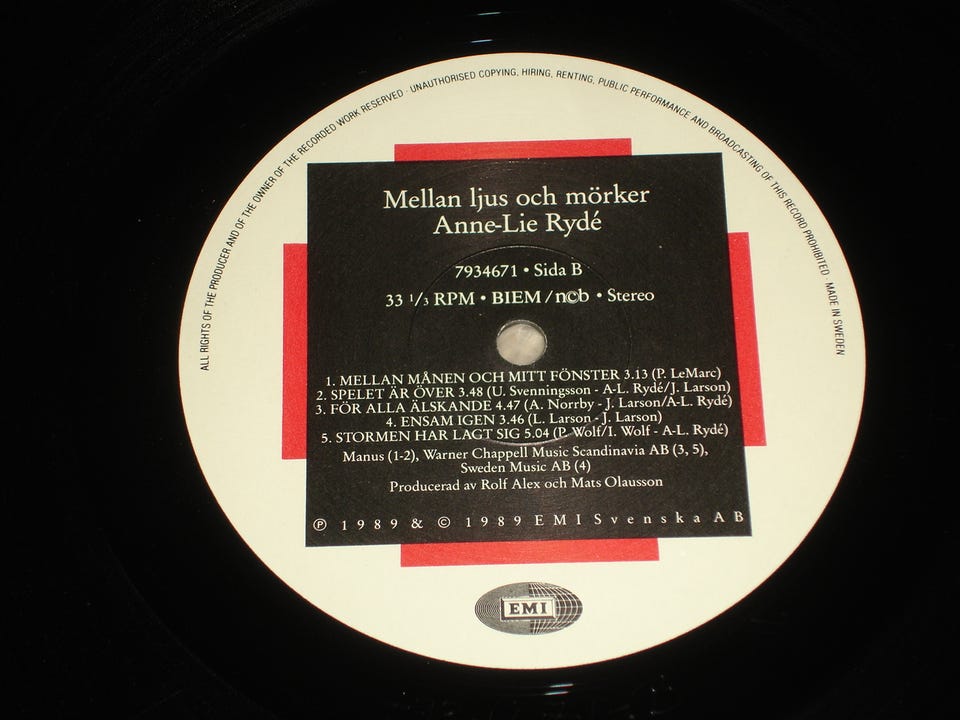 ALL RIGHTS OF THE PRODUCER AND OF THE OWNER OF THE RECORDED WORK RESERVED · UNAUTHORISED COPYING, HIRING, RENTING, PUBLIC PERFORMANCE AND BROADCASTING OF THIS RECORD PROHIBITED · MADE IN SWEDEN
Mellan ljus och mörker
Anne-Lie Rydé
7934671 • Sida B
33 1/3 RPM • BIEM/n©b • Stereo
1. MELLAN MÅNEN OCH MITT FÖNSTER 3.13 (P. LeMarc)
2. SPELET ÄR ÖVER 3.48 (U. Svenningsson - A-L. Rydé/J. Larson)
3. FÖR ALLA ÄLSKANDE 4.47 (A. Norrby - J. Larson/A-L. Rydé)
4. ENSAM IGEN 3.46 (L. Larson - J. Larson)
5. STORMEN HAR LAGT SIG 5.04 (P. Wolf/I. Wolf - A-L. Rydé)
Manus (1-2), Warner Chappell Music Scandinavia AB (3, 5),
Sweden Music AB (4)
Producerad av Rolf Alex och Mats Olausson
℗ 1989 & © 1989 EMI Svenska AB
EMI